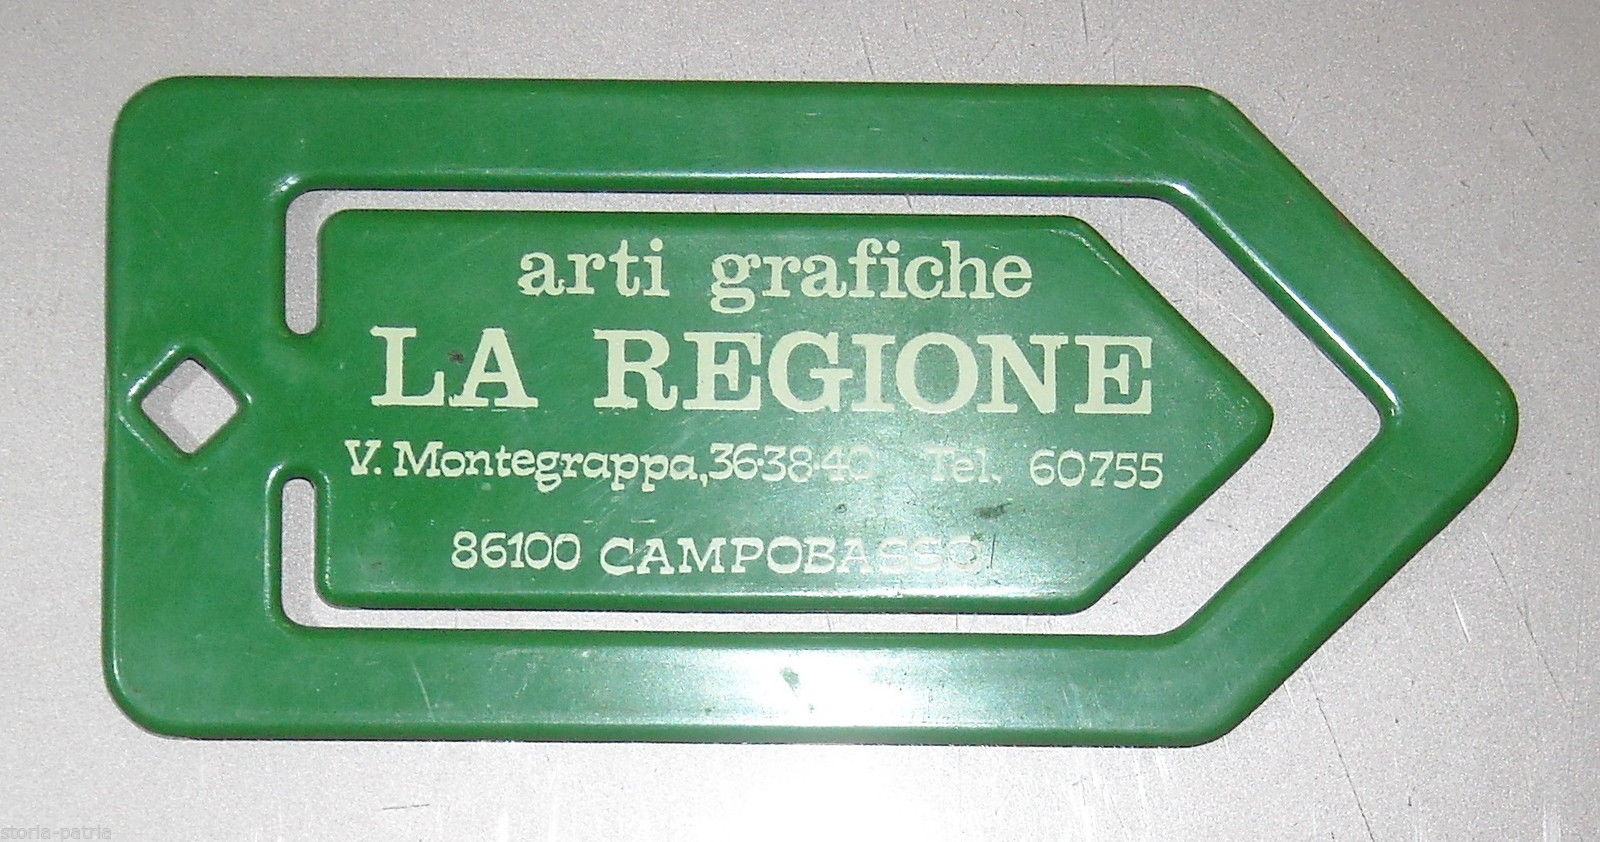 arti grafiche
LA REGIONE
V. Montegrappa, 36-38-40 Tel. 60755
86100 CAMPOBASSO
storia-patria